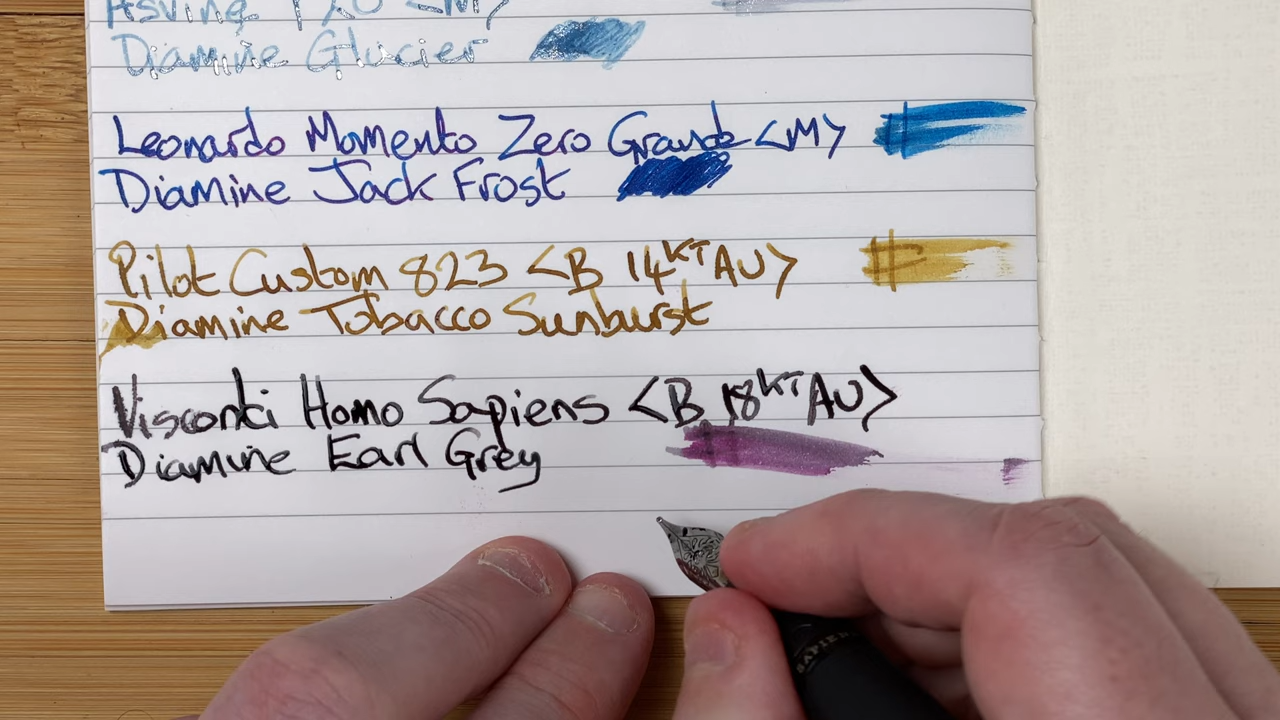 Diamine Glacier
Leonardo Momento Zero Grande <M>
Diamine Jack Frost
Pilot Custom 823 <B 14KT AU>
Diamine Tobacco Sunburst
Visconti Homo Sapiens <B 18KT AU>
Diamine Earl Grey
SAPIENS